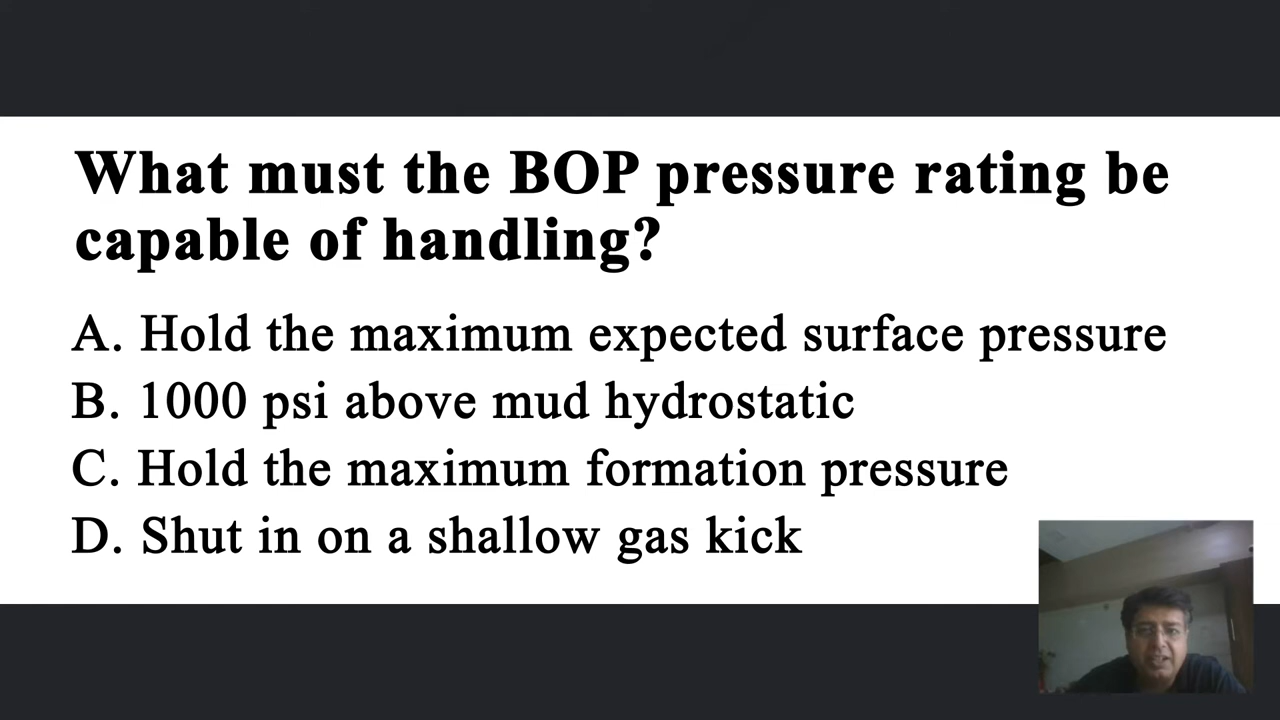 What must the BOP pressure rating be
capable of handling?
A. Hold the maximum expected surface pressure
B. 1000 psi above mud hydrostatic
C. Hold the maximum formation pressure
D. Shut in on a shallow gas kick